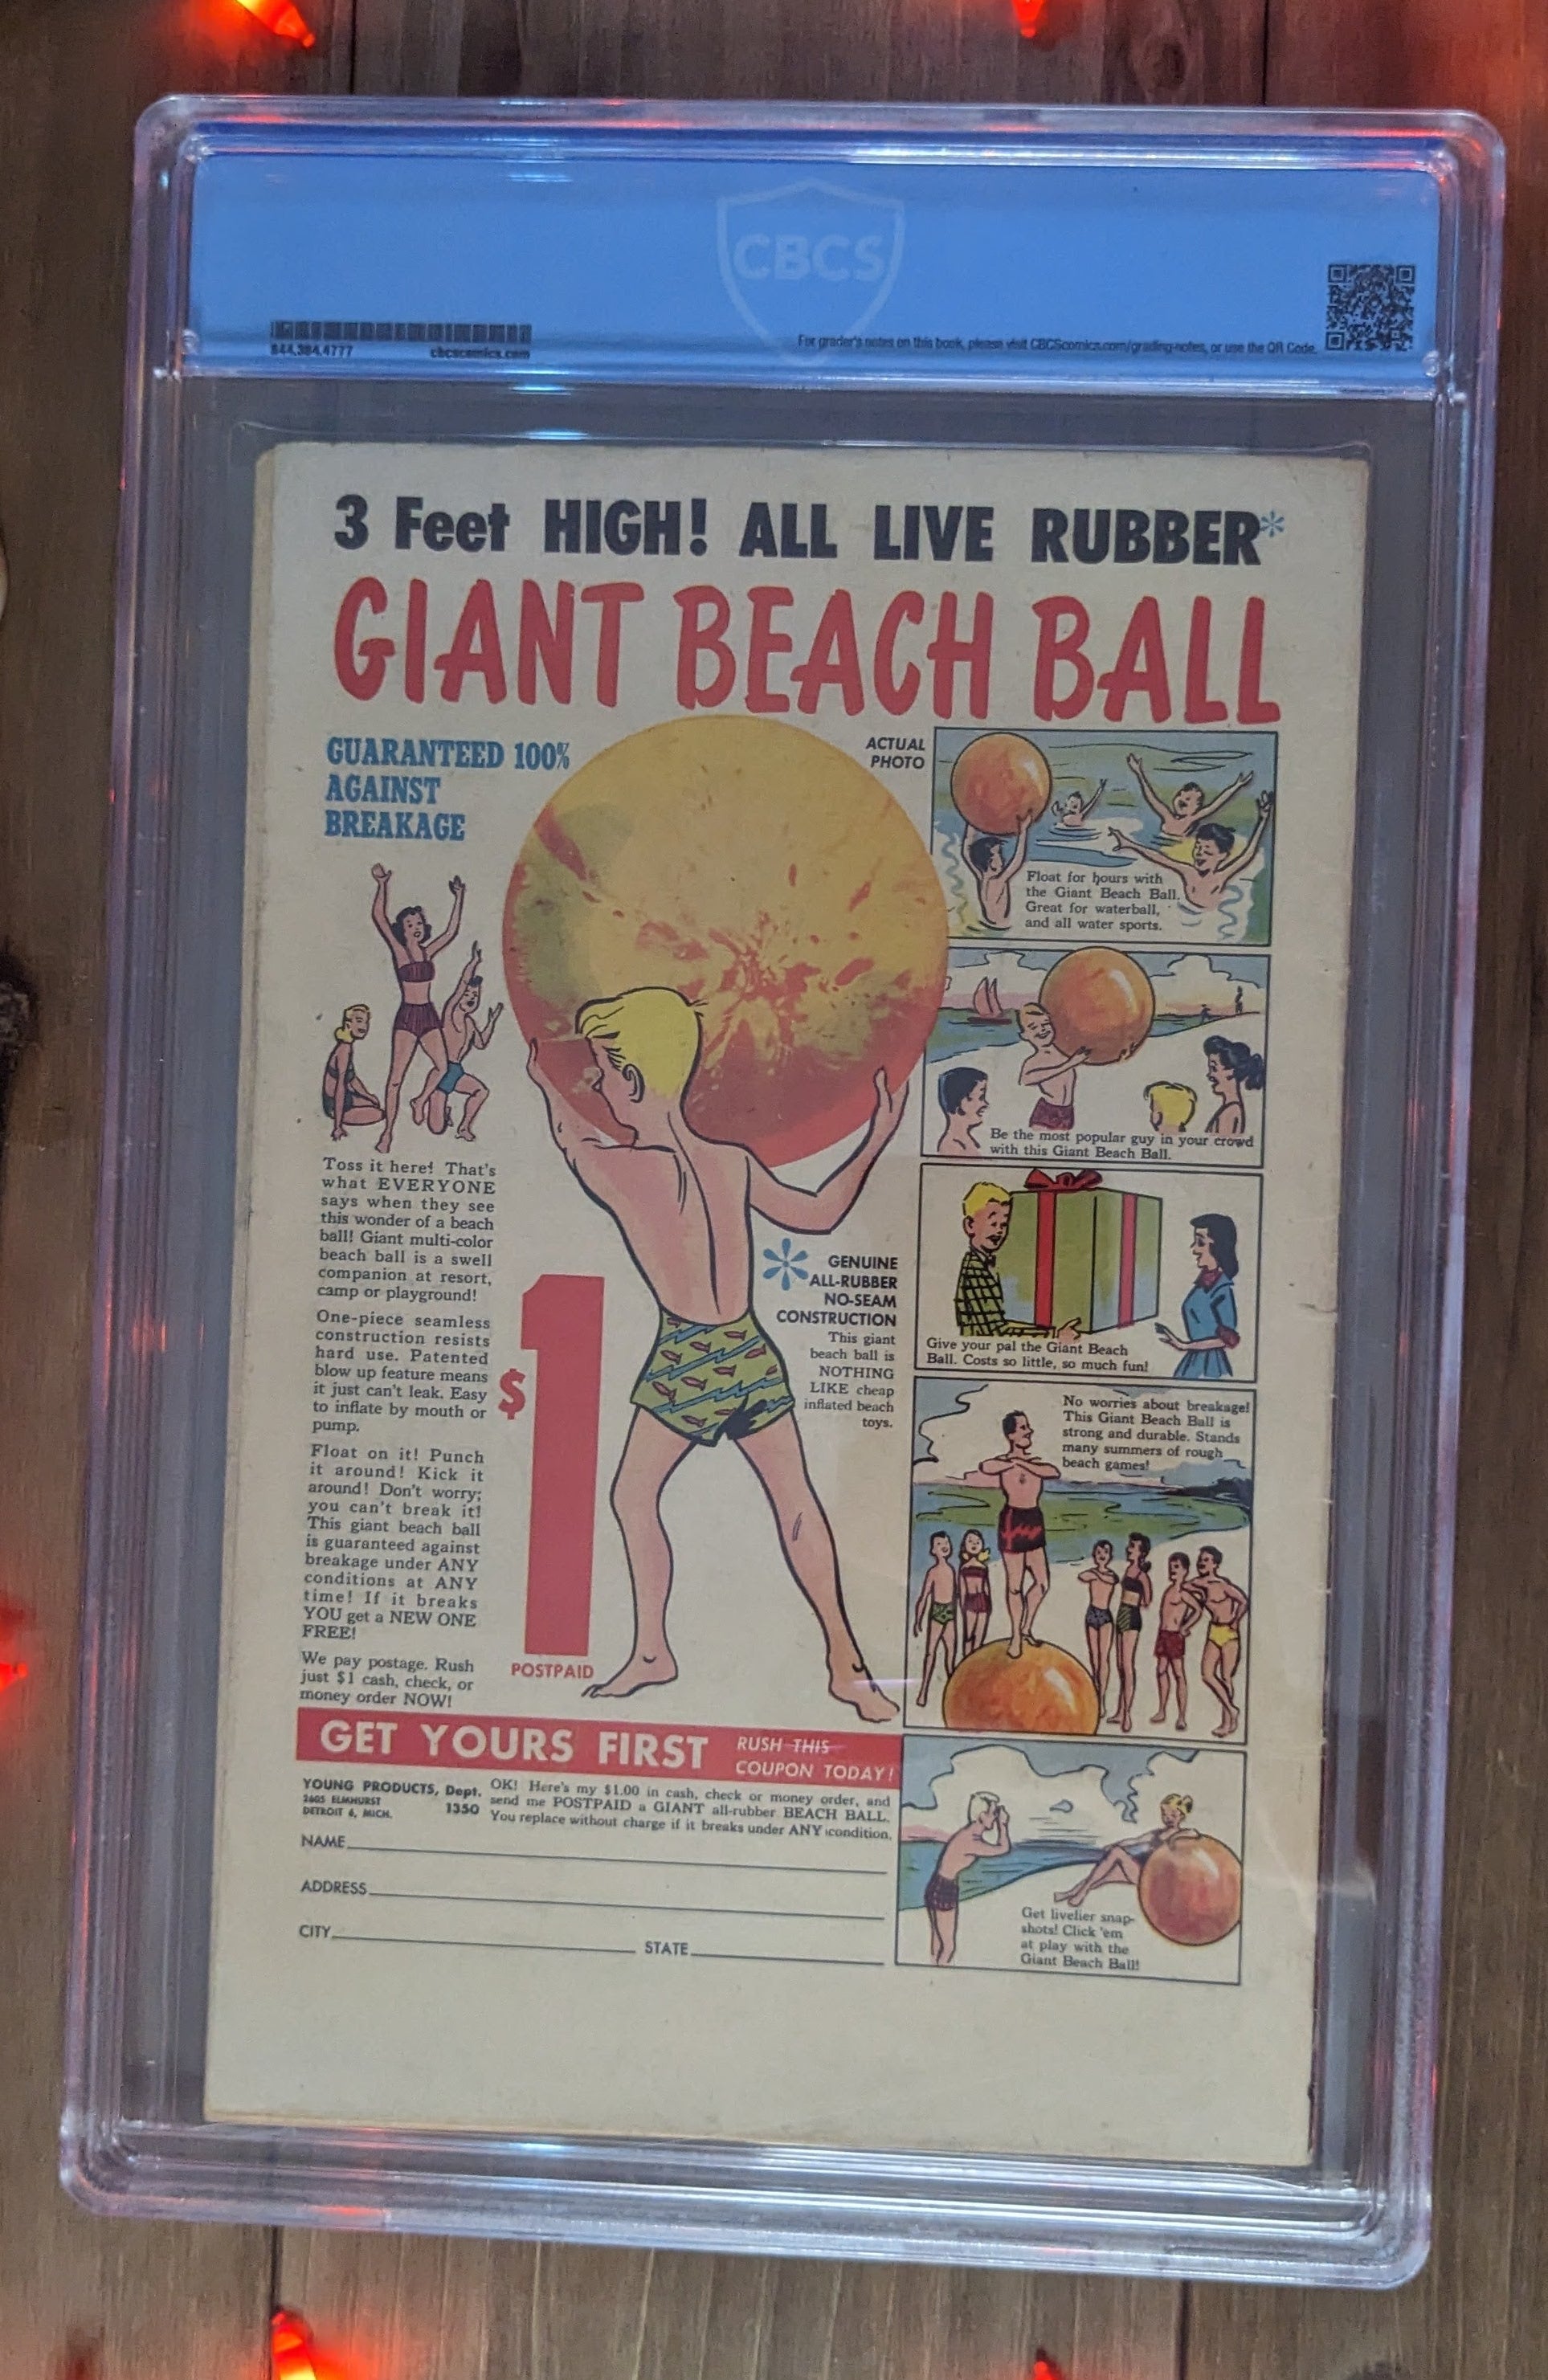 CBCS
844.384.4777
cbcscomics.com
For grader's notes on this book, please visit CBCScomics.com/grading-notes, or use the QR Code.
3 Feet HIGH! ALL LIVE RUBBER*
GIANT BEACH BALL
GUARANTEED 100%
AGAINST
BREAKAGE
ACTUAL
PHOTO
Toss it here! That's
what EVERYONE
says when they see
this wonder of a beach
ball! Giant multi-color
beach ball is a swell
companion at resort,
camp or playground!
One-piece seamless
construction resists
hard use. Patented
blow up feature means
it just can't leak. Easy
to inflate by mouth or
pump.
Float on it! Punch
it around! Kick it
around! Don't worry;
you can't break it!
This giant beach ball
is guaranteed against
breakage under ANY
conditions at ANY
time! If it breaks
YOU get a NEW ONE
FREE!
We pay postage. Rush
just $1 cash, check, or
money order NOW!
$1
POSTPAID
* GENUINE
ALL-RUBBER
NO-SEAM
CONSTRUCTION
This giant
beach ball is
NOTHING
LIKE cheap
inflated beach
toys.
Float for hours with
the Giant Beach Ball.
Great for waterball,
and all water sports.
Be the most popular guy in your crowd
with this Giant Beach Ball.
Give your pal the Giant Beach
Ball. Costs so little, so much fun!
No worries about breakage!
This Giant Beach Ball is
strong and durable. Stands
many summers of rough
beach games!
Get livelier snap-
shots! Click 'em
at play with the
Giant Beach Ball!
GET YOURS FIRST
RUSH THIS
COUPON TODAY!
YOUNG PRODUCTS, Dept.
2605 ELMHURST 1350
DETROIT 6, MICH.
OK! Here's my $1.00 in cash, check or money order, and
send me POSTPAID a GIANT all-rubber BEACH BALL.
You replace without charge if it breaks under ANY condition.
NAME
ADDRESS
CITY STATE